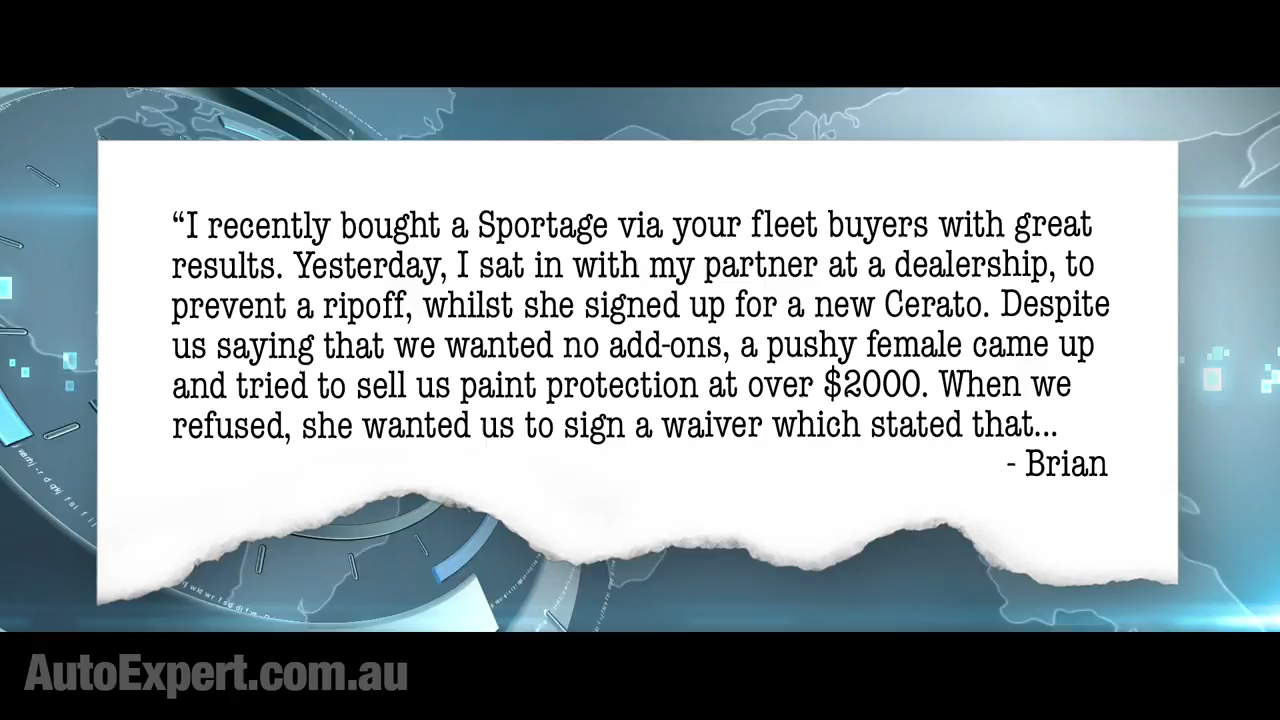 “I recently bought a Sportage via your fleet buyers with great
results. Yesterday, I sat in with my partner at a dealership, to
prevent a ripoff, whilst she signed up for a new Cerato. Despite
us saying that we wanted no add-ons, a pushy female came up
and tried to sell us paint protection at over $2000. When we
refused, she wanted us to sign a waiver which stated that...
- Brian
AutoExpert.com.au